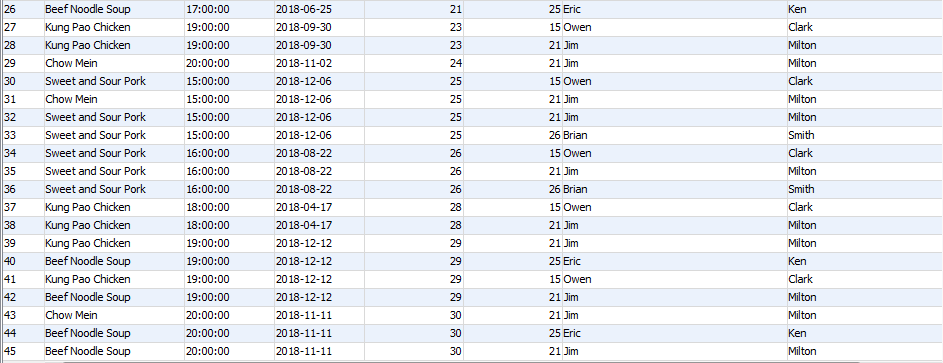 26 Beef Noodle Soup 17:00:00 2018-06-25 21 25 Eric Ken
27 Kung Pao Chicken 19:00:00 2018-09-30 23 15 Owen Clark
28 Kung Pao Chicken 19:00:00 2018-09-30 23 21 Jim Milton
29 Chow Mein 20:00:00 2018-11-02 24 21 Jim Milton
30 Sweet and Sour Pork 15:00:00 2018-12-06 25 15 Owen Clark
31 Chow Mein 15:00:00 2018-12-06 25 21 Jim Milton
32 Sweet and Sour Pork 15:00:00 2018-12-06 25 21 Jim Milton
33 Sweet and Sour Pork 15:00:00 2018-12-06 25 26 Brian Smith
34 Sweet and Sour Pork 16:00:00 2018-08-22 26 15 Owen Clark
35 Sweet and Sour Pork 16:00:00 2018-08-22 26 21 Jim Milton
36 Sweet and Sour Pork 16:00:00 2018-08-22 26 26 Brian Smith
37 Kung Pao Chicken 18:00:00 2018-04-17 28 15 Owen Clark
38 Kung Pao Chicken 18:00:00 2018-04-17 28 21 Jim Milton
39 Kung Pao Chicken 19:00:00 2018-12-12 29 21 Jim Milton
40 Beef Noodle Soup 19:00:00 2018-12-12 29 25 Eric Ken
41 Kung Pao Chicken 19:00:00 2018-12-12 29 15 Owen Clark
42 Beef Noodle Soup 19:00:00 2018-12-12 29 21 Jim Milton
43 Chow Mein 20:00:00 2018-11-11 30 21 Jim Milton
44 Beef Noodle Soup 20:00:00 2018-11-11 30 25 Eric Ken
45 Beef Noodle Soup 20:00:00 2018-11-11 30 21 Jim Milton